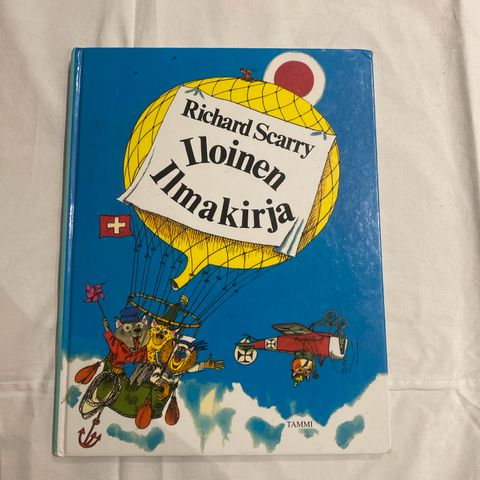 Richard Scarry
Iloinen
Ilmakirja
TAMMI